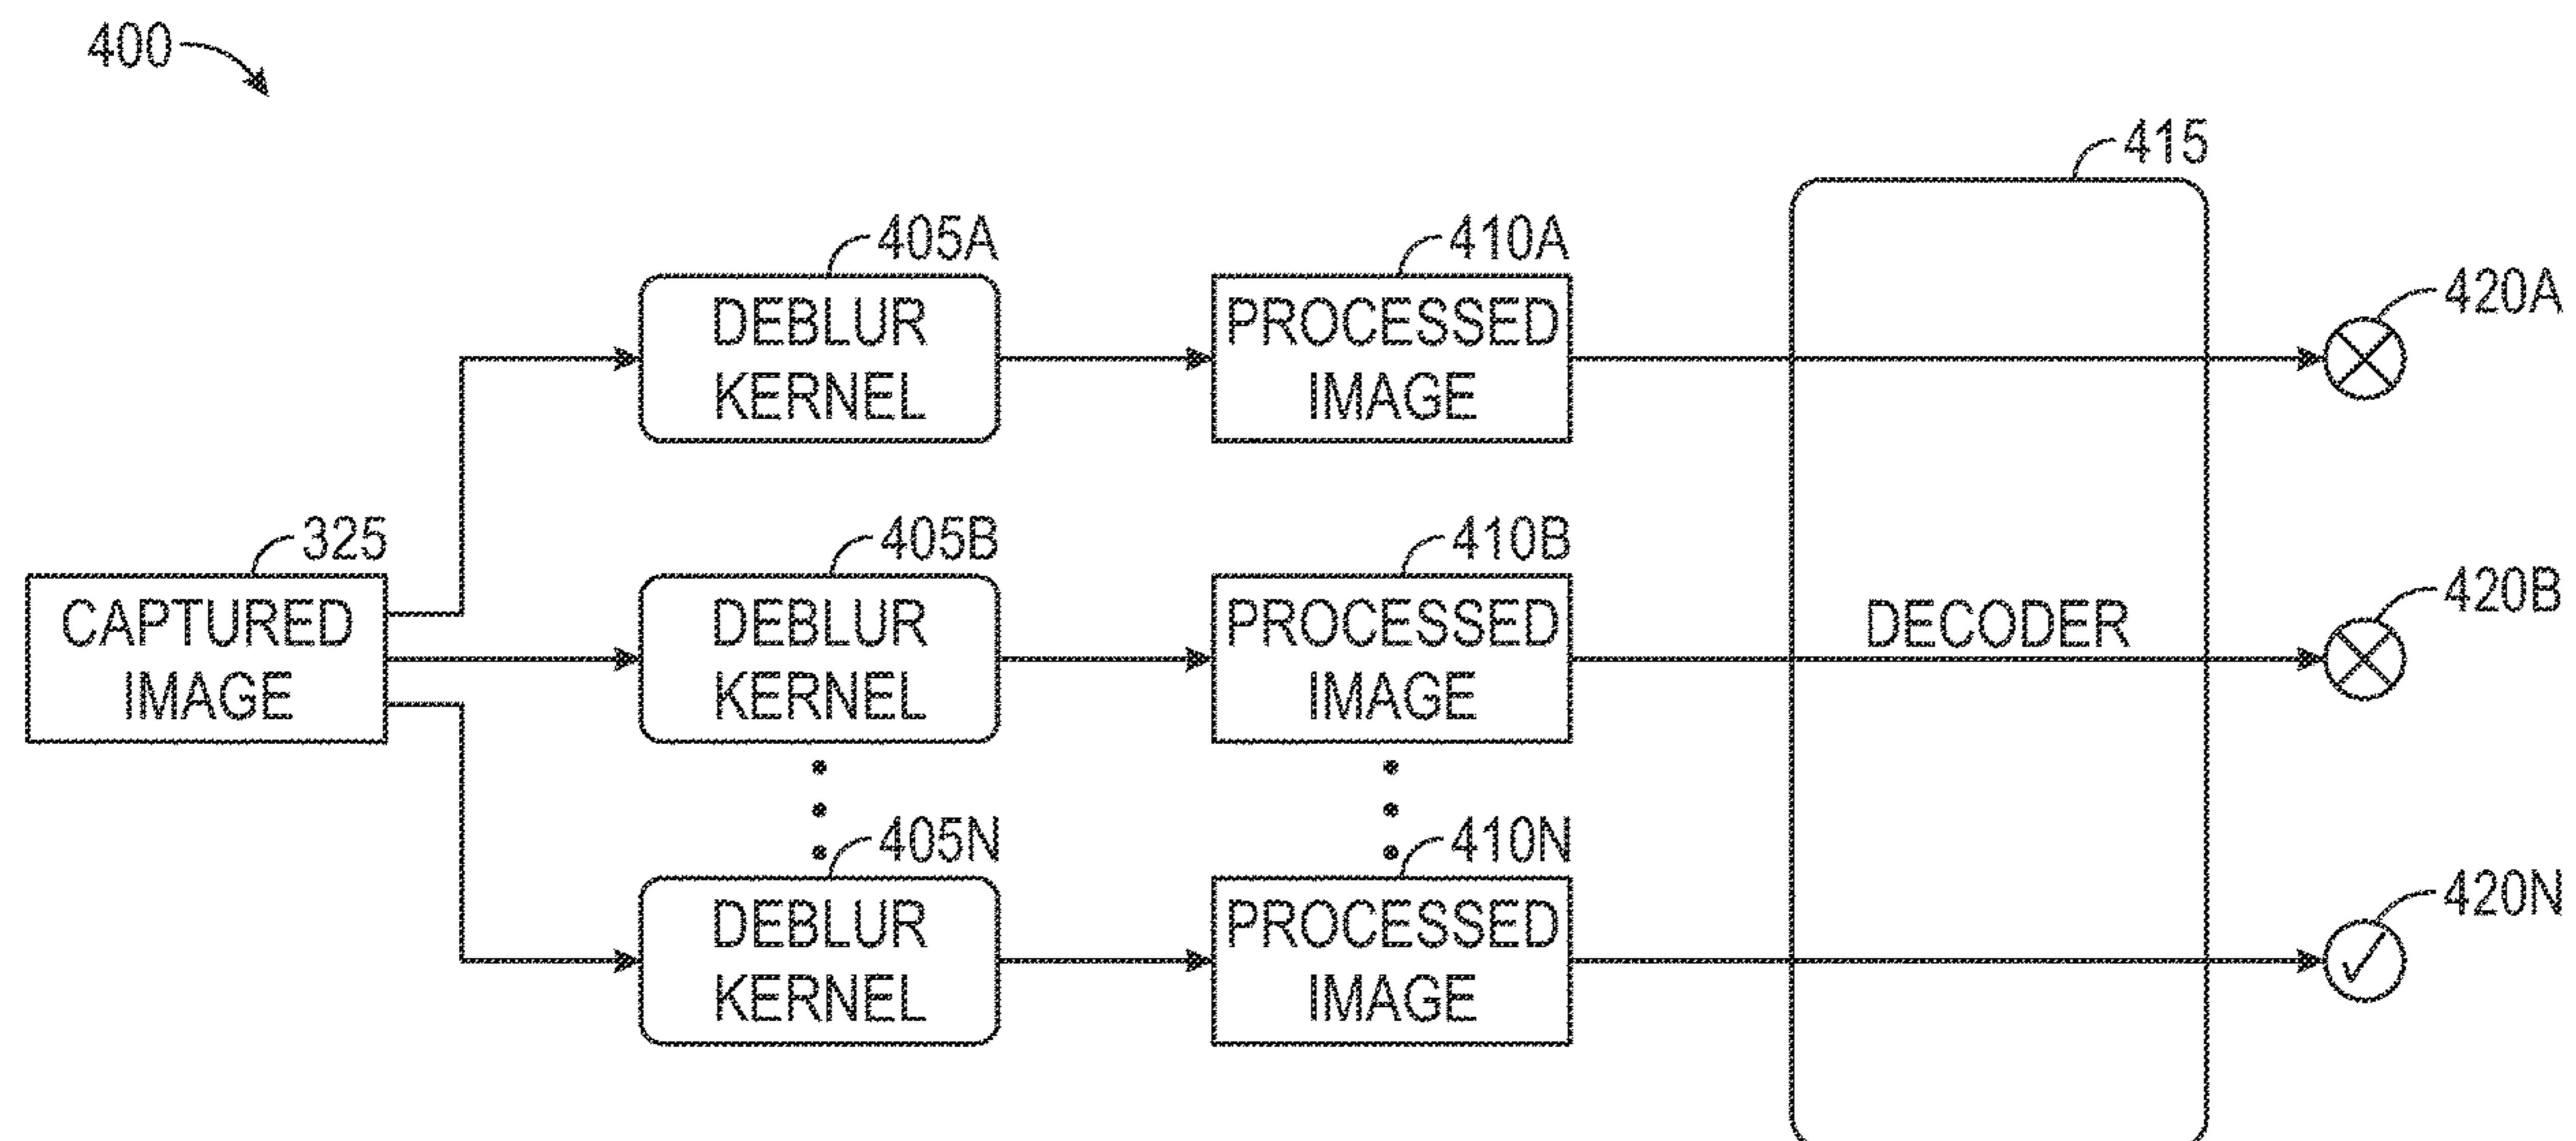 400
415
405A
410A
420A
DEBLUR
KERNEL
PROCESSED
IMAGE
325
405B
410B
420B
CAPTURED
IMAGE
DEBLUR
KERNEL
PROCESSED
IMAGE
DECODER
405N
410N
420N
DEBLUR
KERNEL
PROCESSED
IMAGE